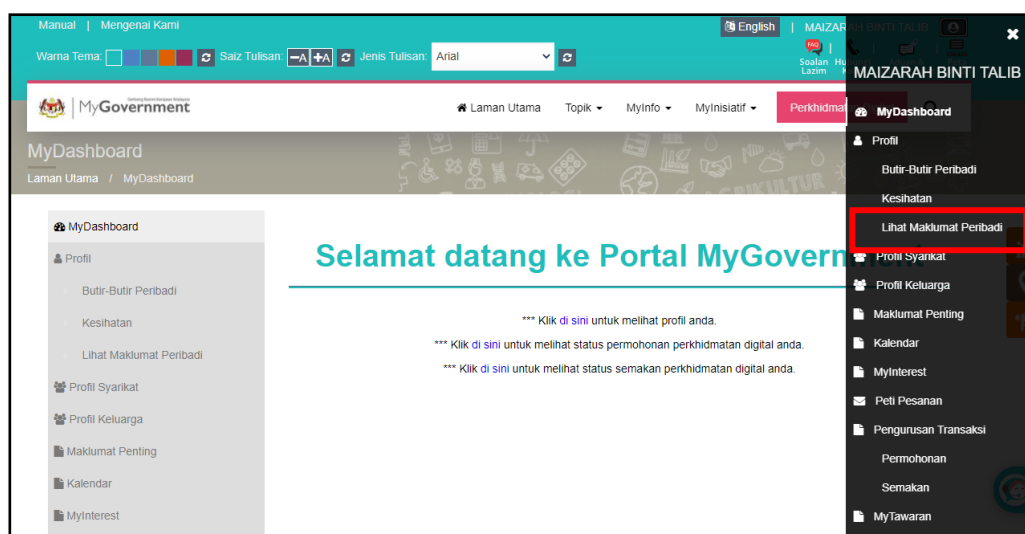 Manual | Mengenai Kami
English | MAIZARAH BINTI TALIB
Warna Tema: Saiz Tulisan: -A +A Jenis Tulisan: Arial
FAQ
Soalan
Lazim
MyGovernment
Laman Utama Topik MyInfo MyInisiatif Perkhidmat
MyDashboard
Laman Utama / MyDashboard
MyDashboard
Profil
Butir-Butir Peribadi
Kesihatan
Lihat Maklumat Peribadi
Profil Syarikat
Profil Keluarga
Maklumat Penting
Kalendar
MyInterest
Selamat datang ke Portal MyGovernment
*** Klik di sini untuk melihat profil anda.
*** Klik di sini untuk melihat status permohonan perkhidmatan digital anda.
*** Klik di sini untuk melihat status semakan perkhidmatan digital anda.
MAIZARAH BINTI TALIB
MyDashboard
Profil
Butir-Butir Peribadi
Kesihatan
Lihat Maklumat Peribadi
Profil Syarikat
Profil Keluarga
Maklumat Penting
Kalendar
MyInterest
Peti Pesanan
Pengurusan Transaksi
Permohonan
Semakan
MyTawaran